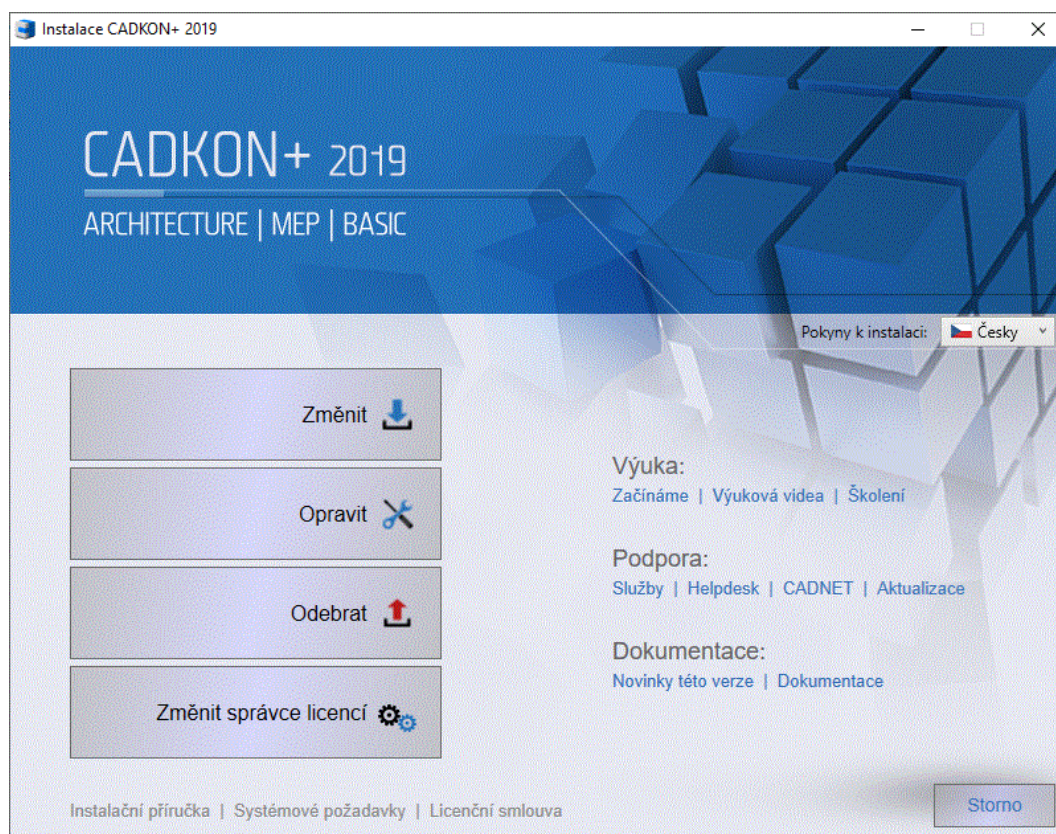 Instalace CADKON+ 2019
CADKON+ 2019
ARCHITECTURE | MEP | BASIC
Pokyny k instalaci: Česky
Změnit
Opravit
Odebrat
Změnit správce licencí
Výuka:
Začínáme | Výuková videa | Školení
Podpora:
Služby | Helpdesk | CADNET | Aktualizace
Dokumentace:
Novinky této verze | Dokumentace
Instalační příručka | Systémové požadavky | Licenční smlouva
Storno